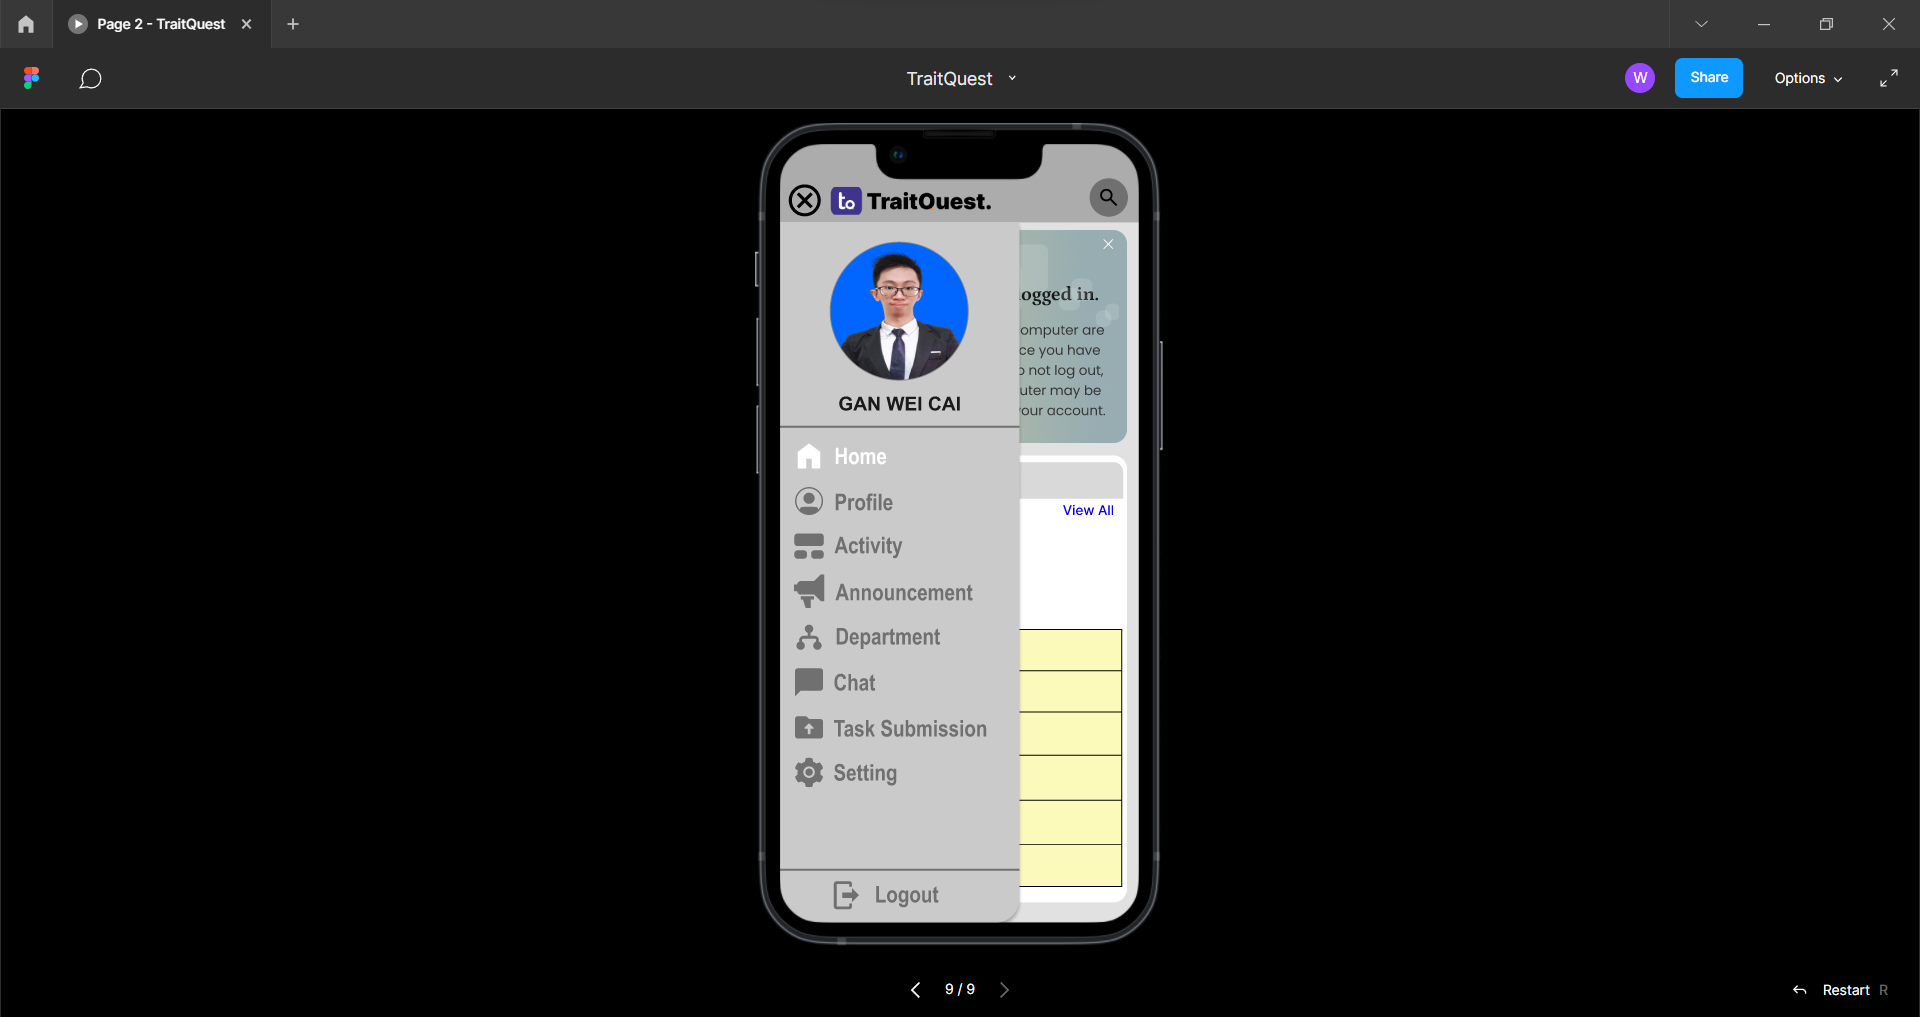 Page 2 - TraitQuest
TraitQuest
W
Share
Options
to TraitQuest.
GAN WEI CAI
logged in.
omputer are
ce you have
not log out,
uter may be
your account.
Home
Profile
Activity
Announcement
Department
Chat
Task Submission
Setting
View All
Logout
9 / 9
Restart R